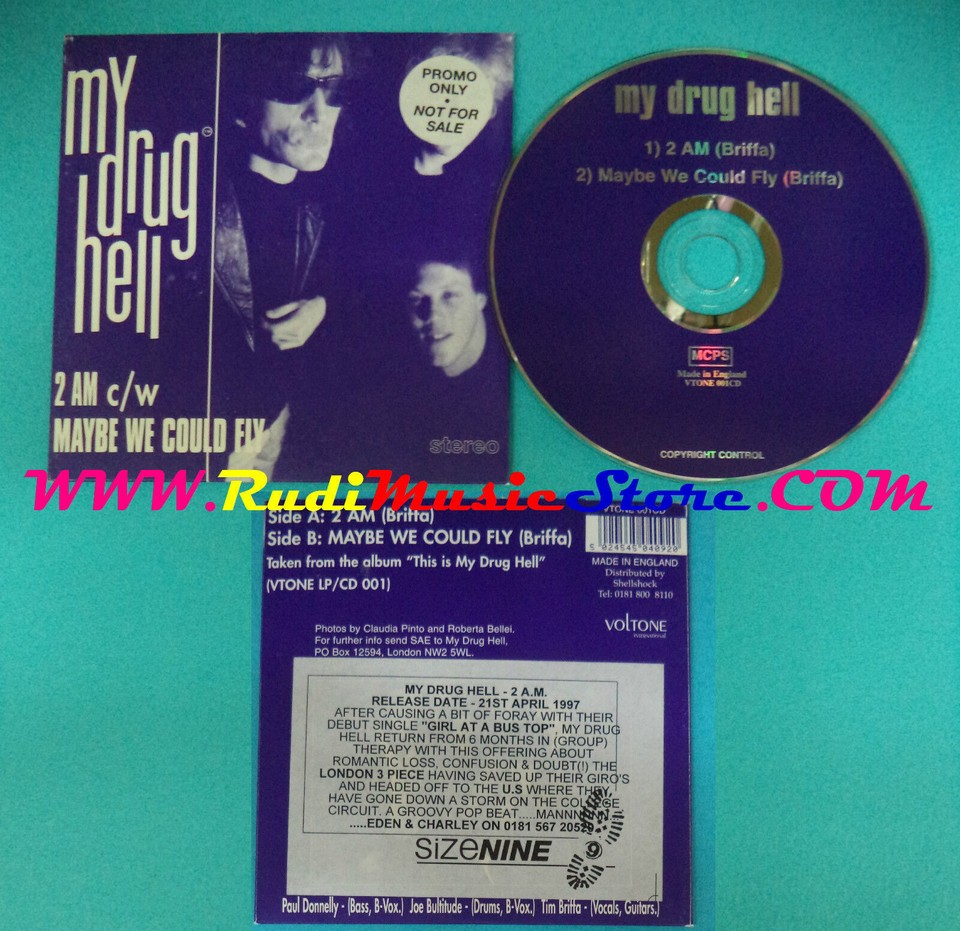 my
drug
hell
2 AM c/w
MAYBE WE COULD FLY
PROMO
ONLY
•
NOT FOR
SALE
stereo
my drug hell
1) 2 AM (Briffa)
2) Maybe We Could Fly (Briffa)
MCPS
Made in England
VTONE 001CD
COPYRIGHT CONTROL
WWW.RudiMusicStore.COM
Side A: 2 AM (Briffa)
Side B: MAYBE WE COULD FLY (Briffa)
Taken from the album "This is My Drug Hell"
(VTONE LP/CD 001)
VTONE 001CD
5 024545 040920
MADE IN ENGLAND
Distributed by
Shellshock
Tel: 0181 800 8110
VOLTONE
INTERNATIONAL
Photos by Claudia Pinto and Roberta Bellei.
For further info send SAE to My Drug Hell,
PO Box 12594, London NW2 5WL.
MY DRUG HELL - 2 A.M.
RELEASE DATE - 21ST APRIL 1997
AFTER CAUSING A BIT OF FORAY WITH THEIR
DEBUT SINGLE "GIRL AT A BUS TOP", MY DRUG
HELL RETURN FROM 6 MONTHS IN (GROUP)
THERAPY WITH THIS OFFERING ABOUT
ROMANTIC LOSS, CONFUSION & DOUBT(!) THE
LONDON 3 PIECE HAVING SAVED UP THEIR GIRO'S
AND HEADED OFF TO THE U.S WHERE THEY
HAVE GONE DOWN A STORM ON THE COLLEGE
CIRCUIT. A GROOVY POP BEAT.....
.....EDEN & CHARLEY ON 0181 567
SiZeNINE
9
Paul Donnelly - (Bass, B-Vox.) Joe Bultitude - (Drums, B-Vox.) Tim Briffa - (Vocals, Guitars.)